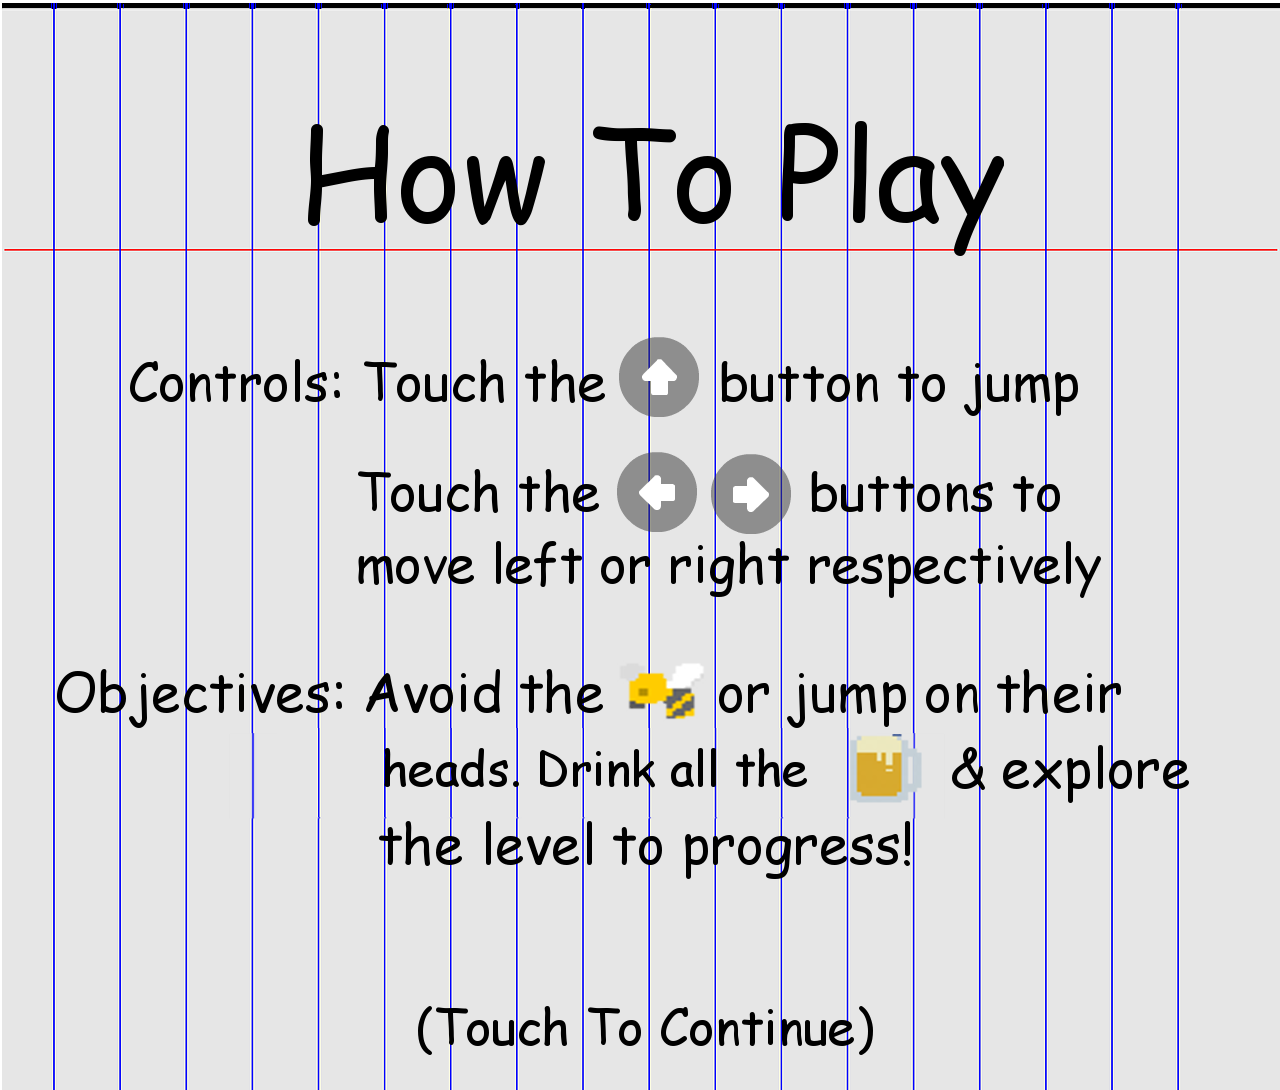 How To Play
Controls: Touch the button to jump
Touch the buttons to
move left or right respectively
Objectives: Avoid the or jump on their
heads. Drink all the & explore
the level to progress!
(Touch To Continue)